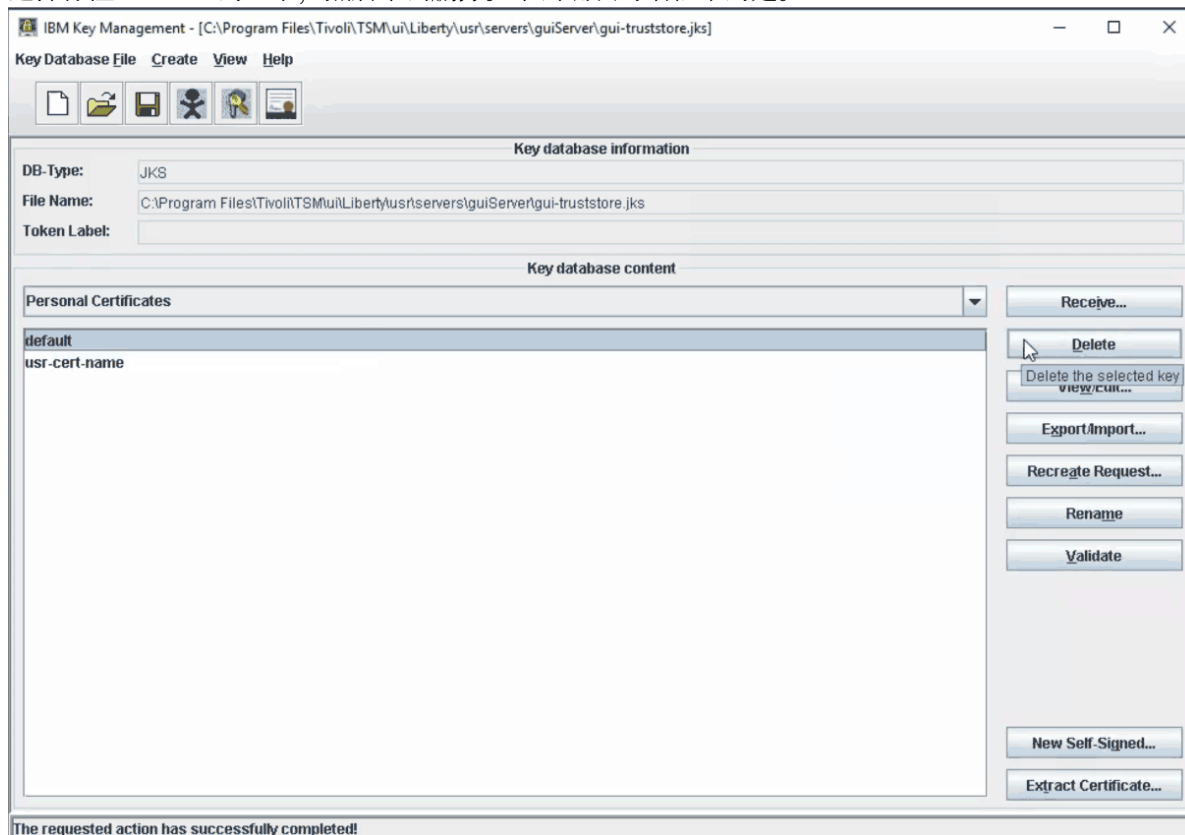 IBM Key Management - [C:\Program Files\Tivoli\TSM\ui\Liberty\usr\servers\guiServer\gui-truststore.jks]
Key Database File Create View Help
Key database information
DB-Type: JKS
File Name: C:\Program Files\Tivoli\TSM\ui\Liberty\usr\servers\guiServer\gui-truststore.jks
Token Label:
Key database content
Personal Certificates
Receive...
default
Delete
usr-cert-name
Delete the selected key
View/Edit...
Export/Import...
Recreate Request...
Rename
Validate
New Self-Signed...
Extract Certificate...
The requested action has successfully completed!